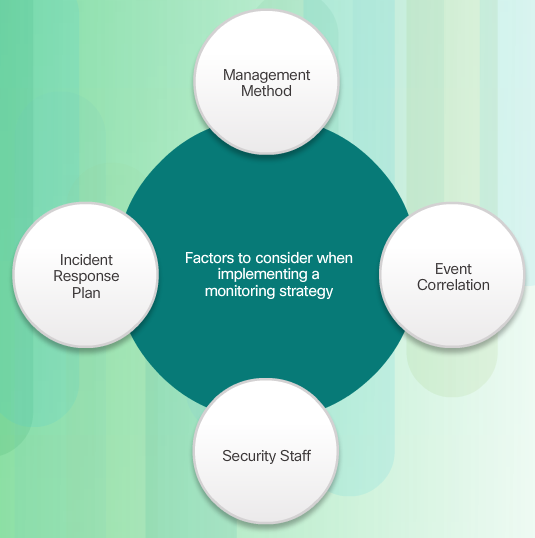 Management
Method
Incident
Response
Plan
Factors to consider when
implementing a
monitoring strategy
Event
Correlation
Security Staff